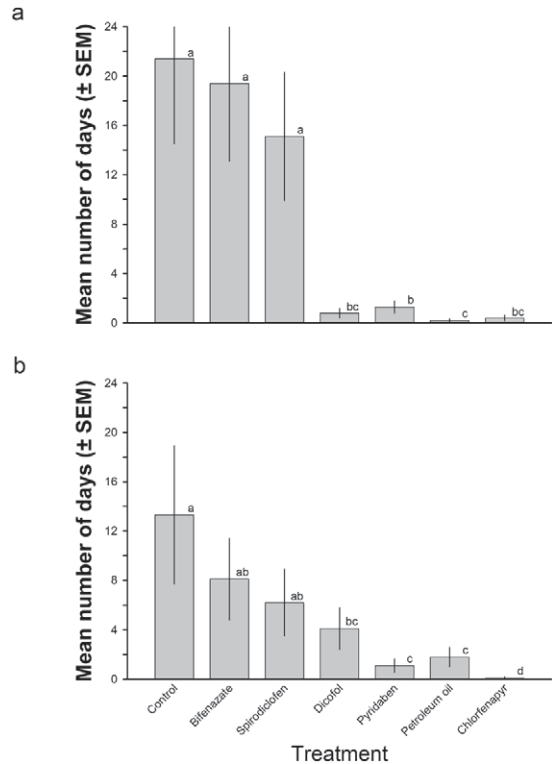 a
Mean number of days (± SEM)
24
20
16
12
8
4
0
a
a
a
bc
b
c
bc
b
Mean number of days (± SEM)
24
20
16
12
8
4
0
a
ab
ab
bc
c
c
d
Control
Bifenazate
Spirodiclofen
Dicofol
Pyridaben
Petroleum oil
Chlorfenapyr
Treatment